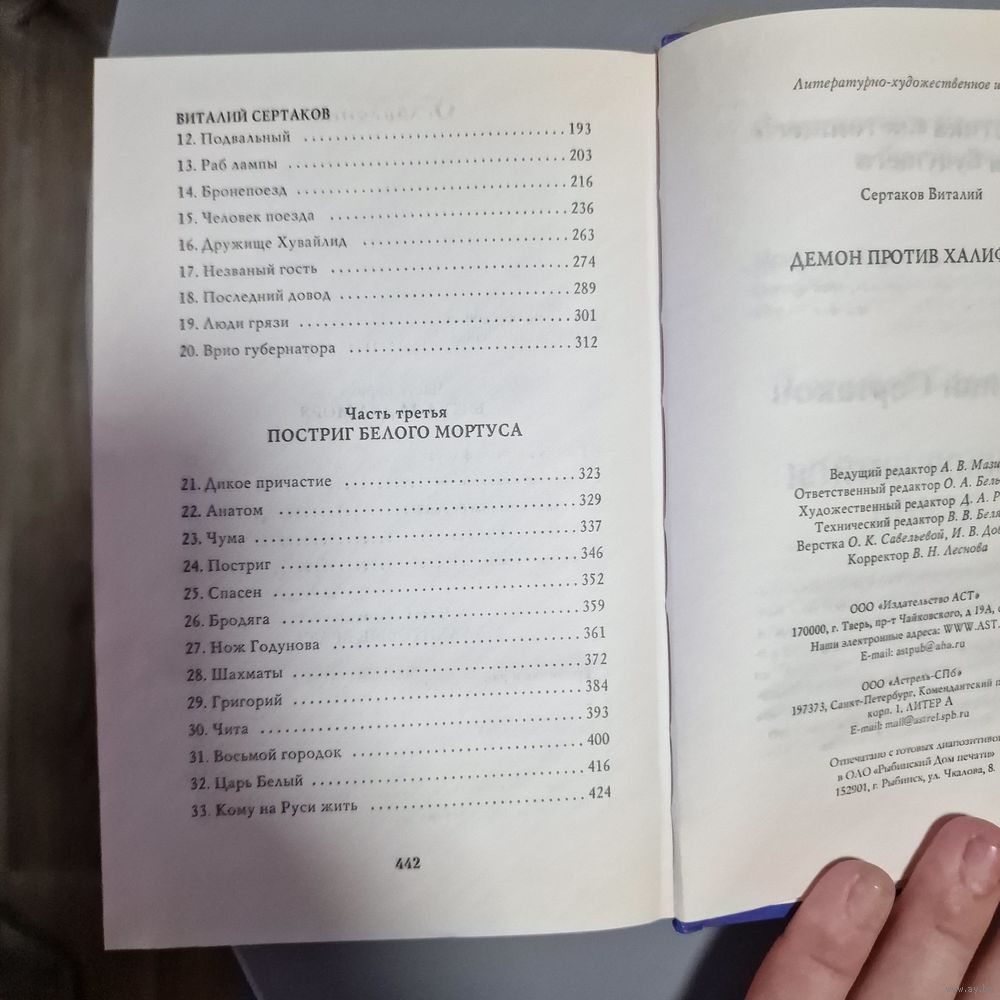 ВИТАЛИЙ СЕРТАКОВ
12. Подвальный 193
13. Раб лампы 203
14. Бронепоезд 216
15. Человек поезда 236
16. Дружище Хувайлид 263
17. Незваный гость 274
18. Последний довод 289
19. Люди грязи 301
20. Врио губернатора 312
Часть третья
ПОСТРИГ БЕЛОГО МОРТУСА
21. Дикое причастие 323
22. Анатом 329
23. Чума 337
24. Постриг 346
25. Спасен 352
26. Бродяга 359
27. Нож Годунова 361
28. Шахматы 372
29. Григорий 384
30. Чита 393
31. Восьмой городок 400
32. Царь Белый 416
33. Кому на Руси жить 424
442
Литературно-художественное
Сертаков Виталий
ДЕМОН ПРОТИВ
Ведущий редактор А. В.
Ответственный редактор О. А.
Художественный редактор Д. А.
Технический редактор В. В.
Верстка О. К. Савельевой, И. В.
Корректор В. Н. Леснова
ООО «Издательство АСТ»
170000, г. Тверь, пр-т Чайковского, д 19А,
Наши электронные адреса: WWW.AST.
E-mail: astpub@aha.ru
ООО «Астрель-СПб»
197373, Санкт-Петербург, Комендантский
корп. 1, ЛИТЕР А
E-mail: mail@astrel.spb.ru
Отпечатано с готовых диапозитивов
в ОАО «Рыбинский Дом печати»
152901, г. Рыбинск, ул. Чкалова, 8.